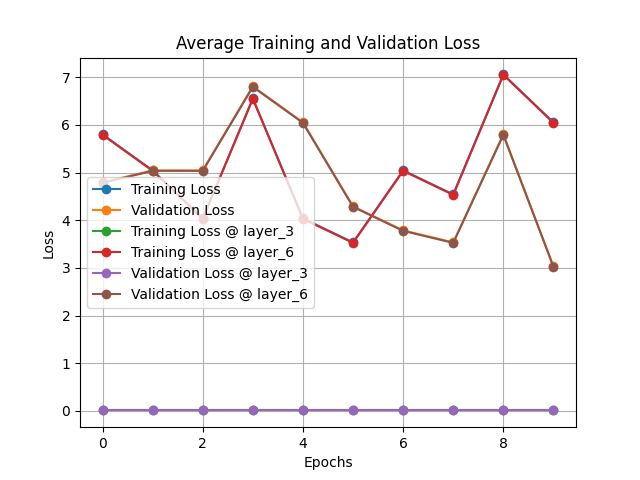 Average Training and Validation Loss
7
6
5
4
3
2
1
0
Loss
Training Loss
Validation Loss
Training Loss @ layer_3
Training Loss @ layer_6
Validation Loss @ layer_3
Validation Loss @ layer_6
0 2 4 6 8
Epochs